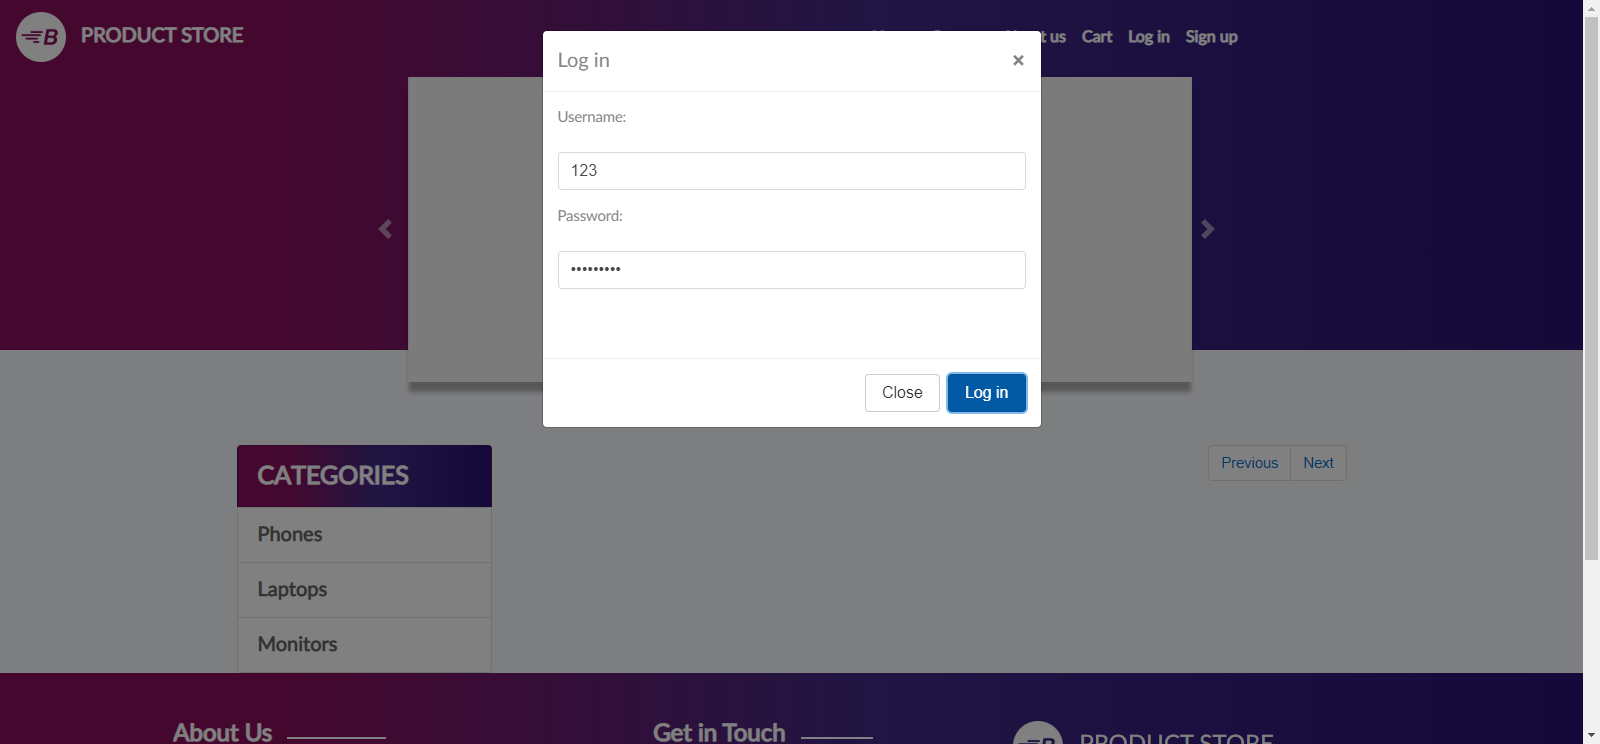 B PRODUCT STORE
t us Cart Log in Sign up
Log in ×
Username:
123
Password:
•••••••••
Close Log in
CATEGORIES
Phones
Laptops
Monitors
Previous Next
About Us
Get in Touch
B PRODUCT STORE